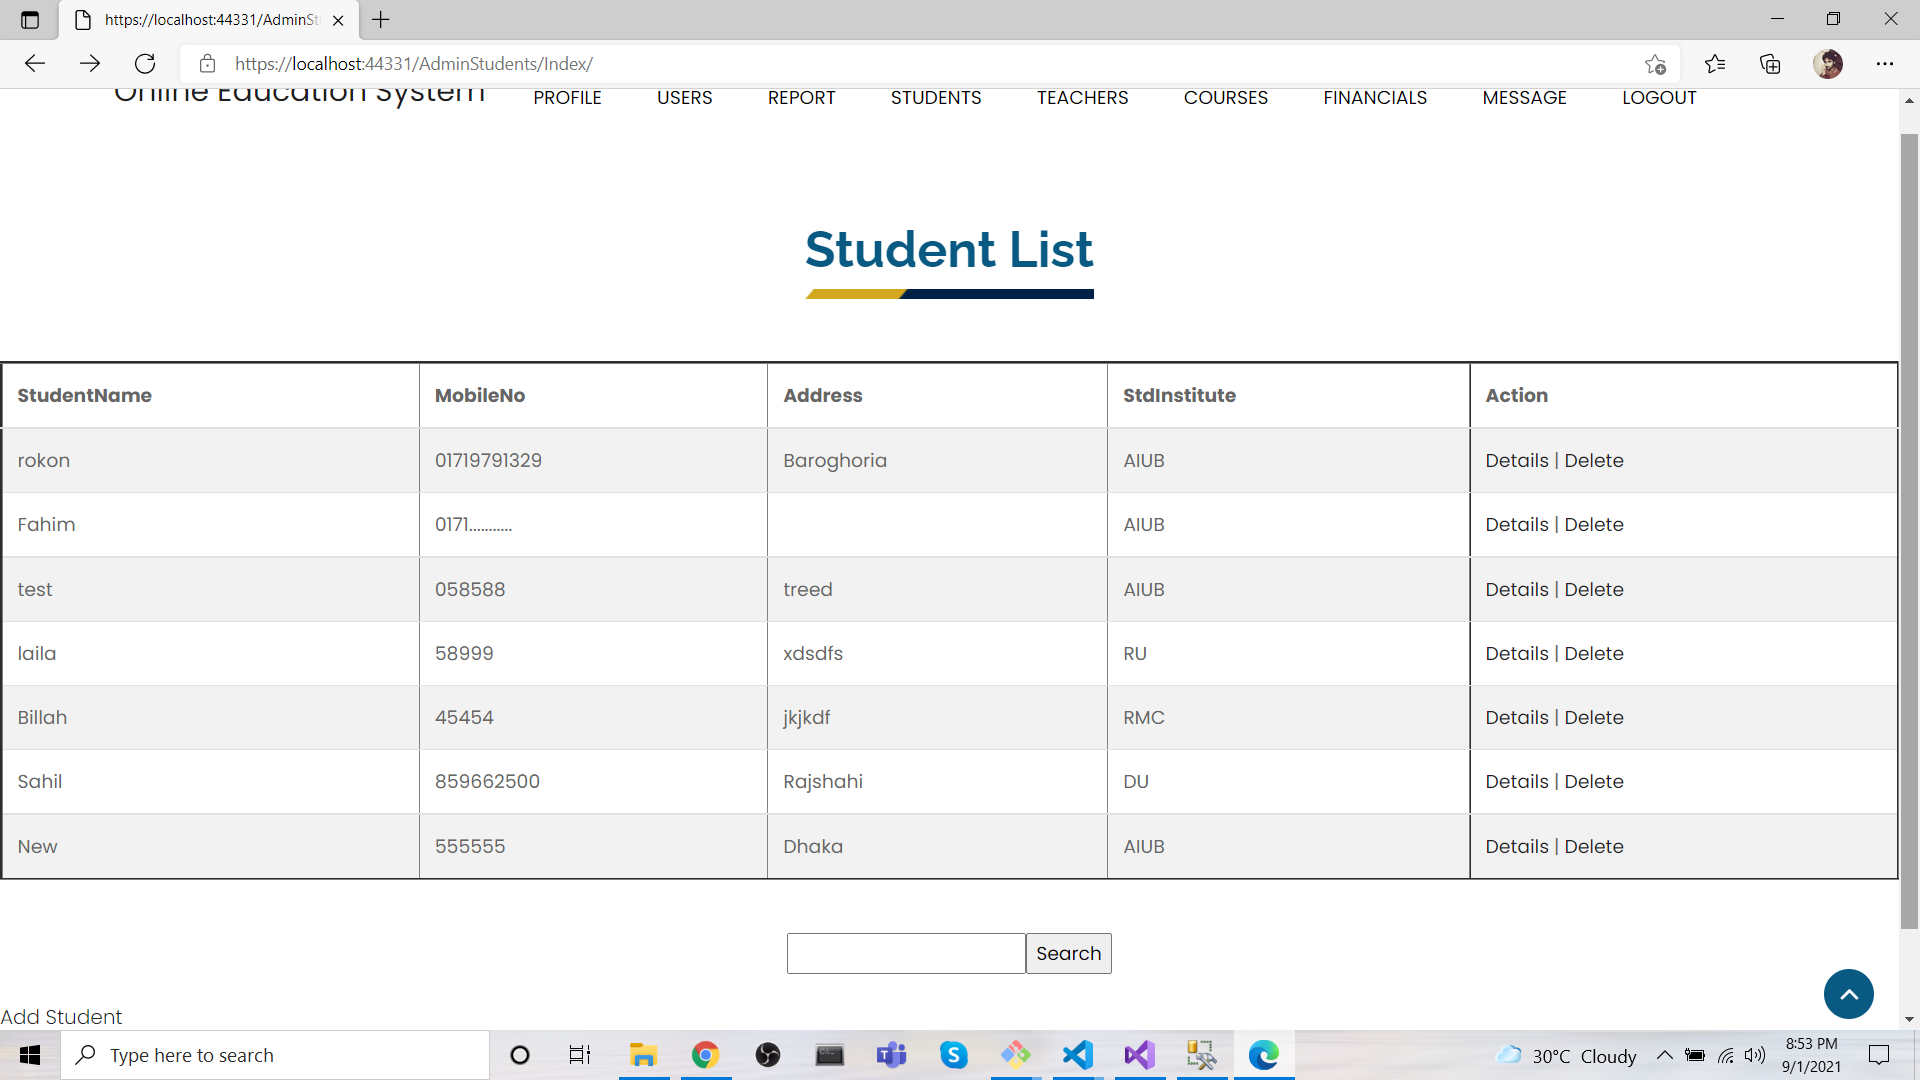 https://localhost:44331/AdminSt
https://localhost:44331/AdminStudents/Index/
Online Education System PROFILE USERS REPORT STUDENTS TEACHERS COURSES FINANCIALS MESSAGE LOGOUT
Student List
StudentName MobileNo Address StdInstitute Action
rokon 01719791329 Baroghoria AIUB Details | Delete
Fahim 0171........... AIUB Details | Delete
test 058588 treed AIUB Details | Delete
laila 58999 xdsdfs RU Details | Delete
Billah 45454 jkjkdf RMC Details | Delete
Sahil 859662500 Rajshahi DU Details | Delete
New 555555 Dhaka AIUB Details | Delete
Search
Add Student
Type here to search
30°C Cloudy
8:53 PM
9/1/2021